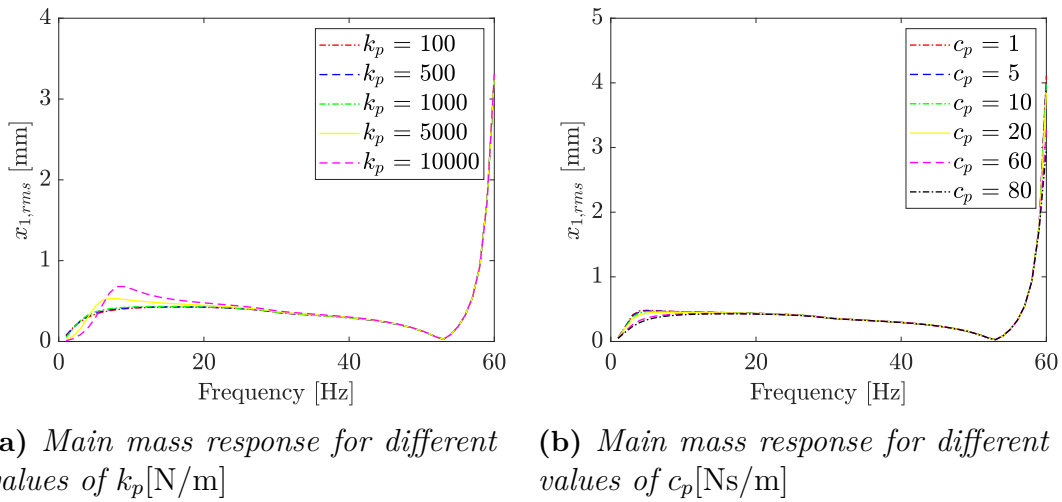 4
3
2
1
0
0
20
40
60
x1,rms [mm]
Frequency [Hz]
kp = 100
kp = 500
kp = 1000
kp = 5000
kp = 10000
5
4
3
2
1
0
0
20
40
60
x1,rms [mm]
Frequency [Hz]
cp = 1
cp = 5
cp = 10
cp = 20
cp = 60
cp = 80
a) Main mass response for different
values of kp[N/m]
(b) Main mass response for different
values of cp[Ns/m]